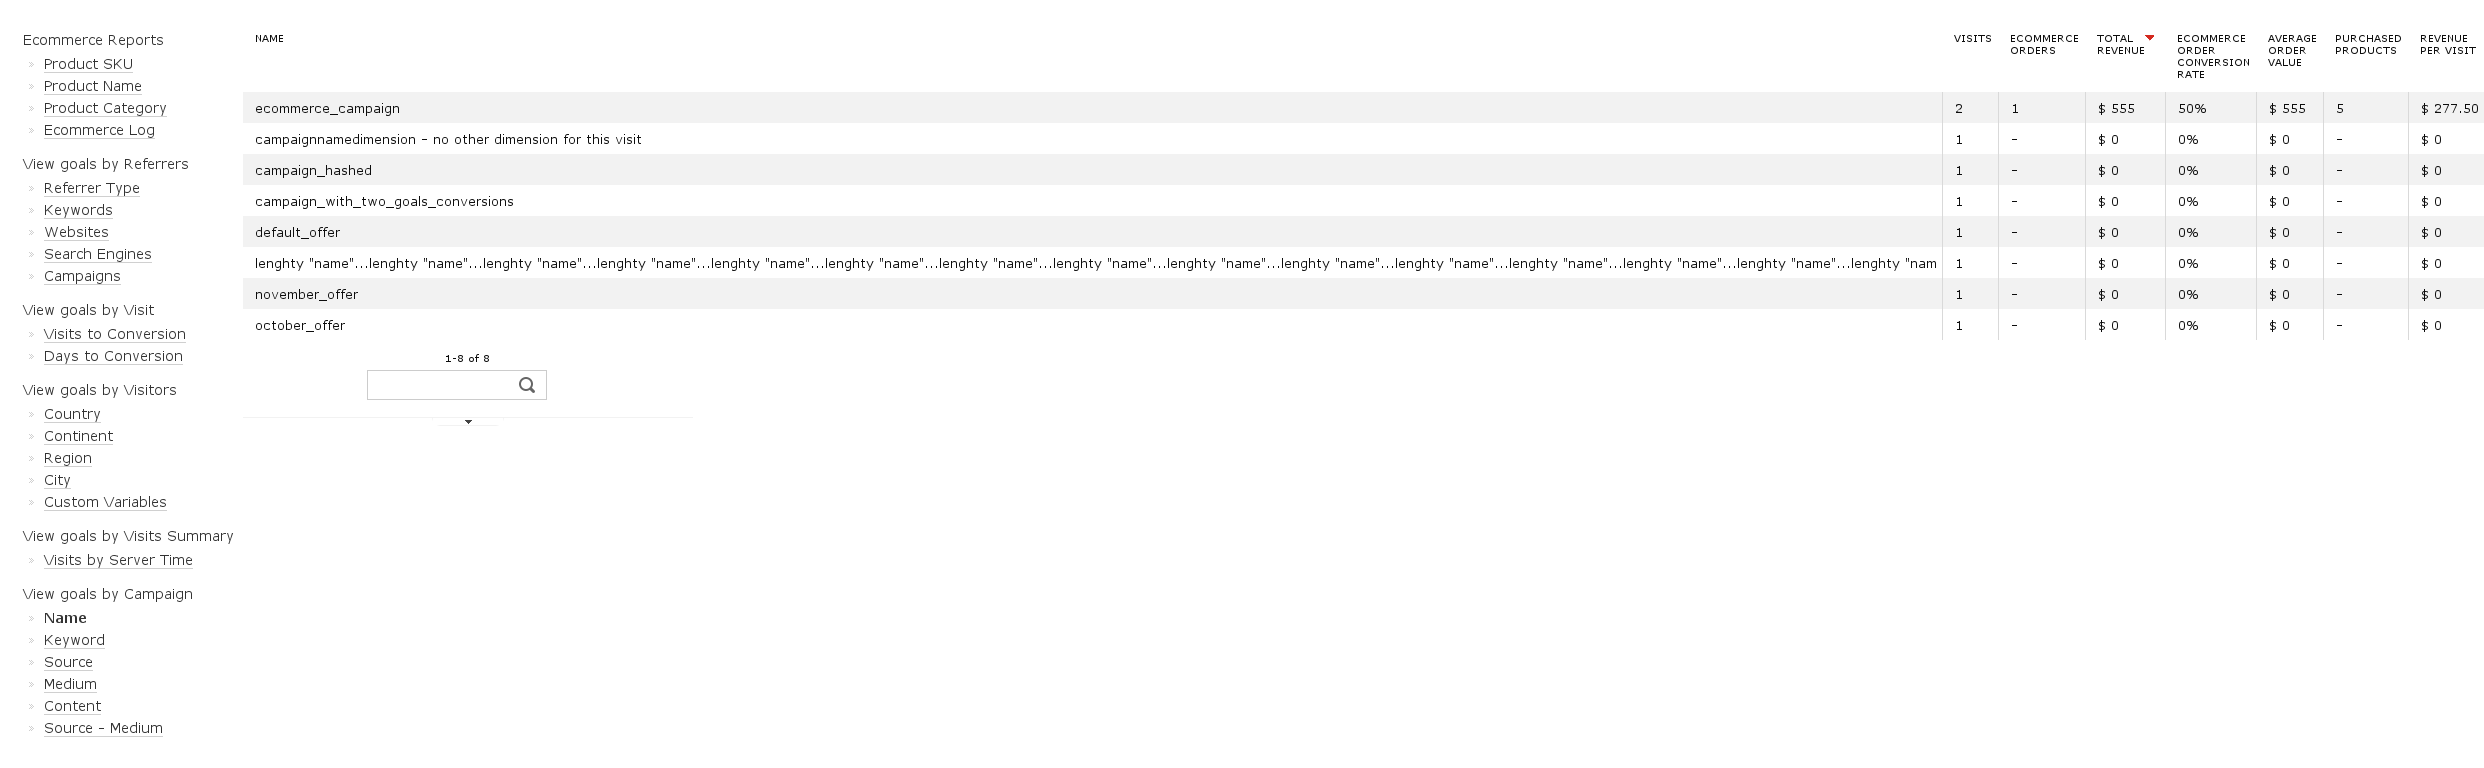 Ecommerce Reports
» Product SKU
» Product Name
» Product Category
» Ecommerce Log
View goals by Referrers
» Referrer Type
» Keywords
» Websites
» Search Engines
» Campaigns
View goals by Visit
» Visits to Conversion
» Days to Conversion
View goals by Visitors
» Country
» Continent
» Region
» City
» Custom Variables
View goals by Visits Summary
» Visits by Server Time
View goals by Campaign
» Name
» Keyword
» Source
» Medium
» Content
» Source - Medium
NAME VISITS ECOMMERCE ORDERS TOTAL REVENUE ECOMMERCE ORDER CONVERSION RATE AVERAGE ORDER VALUE PURCHASED PRODUCTS REVENUE PER VISIT
ecommerce_campaign 2 1 $ 555 50% $ 555 5 $ 277.50
campaignnamedimension - no other dimension for this visit 1 - $ 0 0% $ 0 - $ 0
campaign_hashed 1 - $ 0 0% $ 0 - $ 0
campaign_with_two_goals_conversions 1 - $ 0 0% $ 0 - $ 0
default_offer 1 - $ 0 0% $ 0 - $ 0
lenghty "name"...lenghty "name"...lenghty "name"...lenghty "name"...lenghty "name"...lenghty "name"...lenghty "name"...lenghty "name"...lenghty "name"...lenghty "name"...lenghty "name"...lenghty "name"...lenghty "name"...lenghty "name"...lenghty "nam 1 - $ 0 0% $ 0 - $ 0
november_offer 1 - $ 0 0% $ 0 - $ 0
october_offer 1 - $ 0 0% $ 0 - $ 0
1-8 of 8